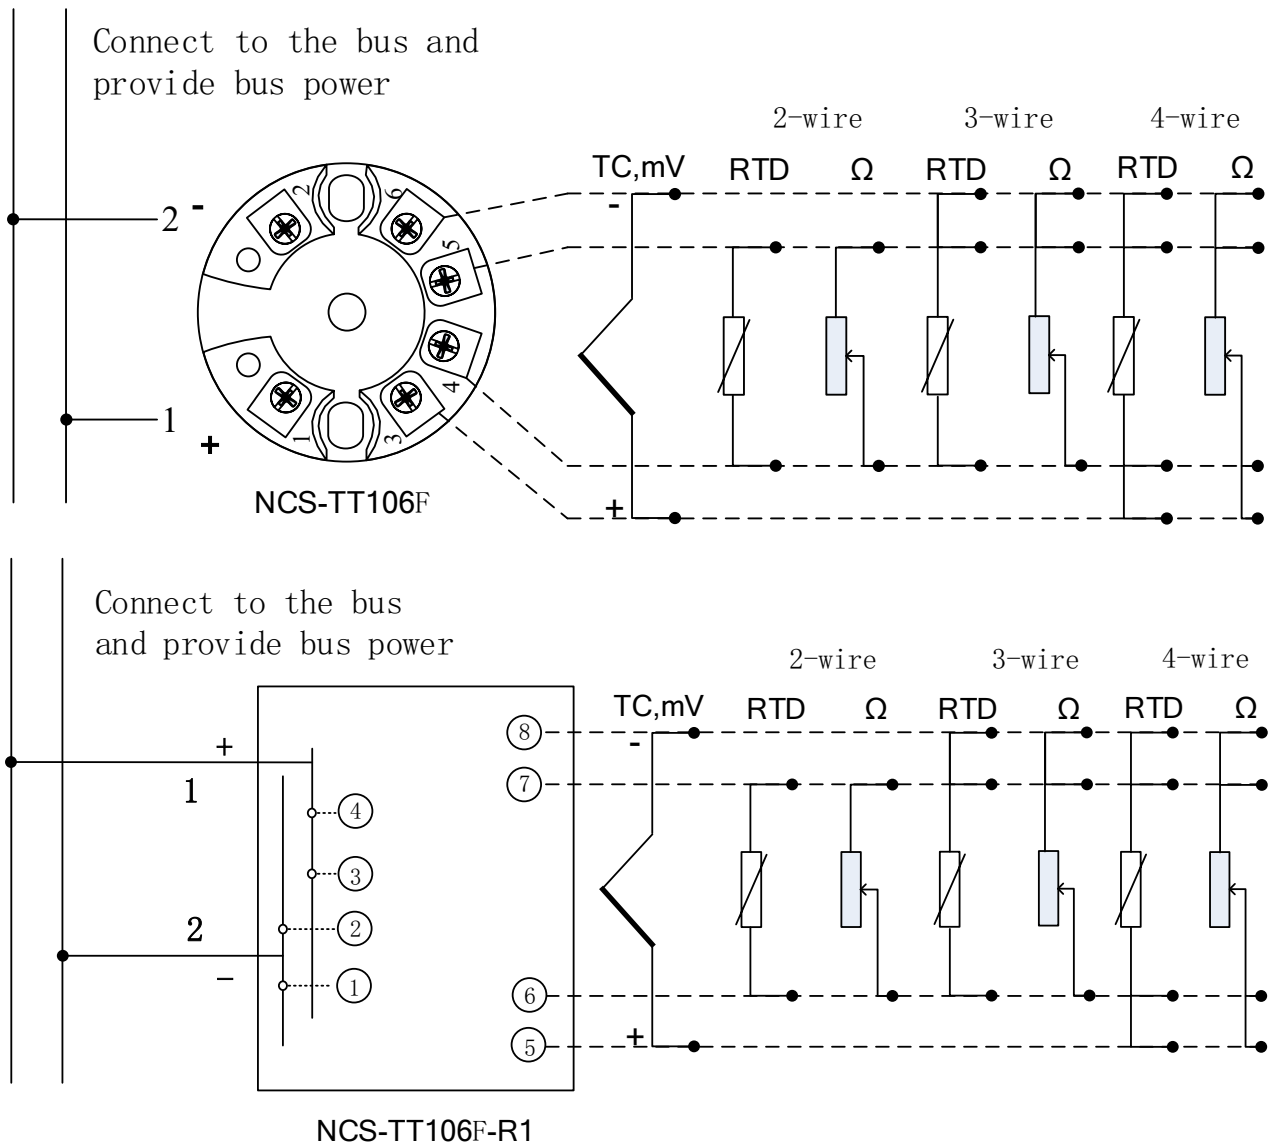 Connect to the bus and
provide bus power
2-wire 3-wire 4-wire
TC,mV RTD Ω RTD Ω RTD Ω
2 -
1
+
2
6
5
4
3
1
-
+
NCS-TT106F
Connect to the bus
and provide bus power
2-wire 3-wire 4-wire
TC,mV RTD Ω RTD Ω RTD Ω
+
1
2
−
8
7
4
3
2
1
6
5
-
+
NCS-TT106F-R1